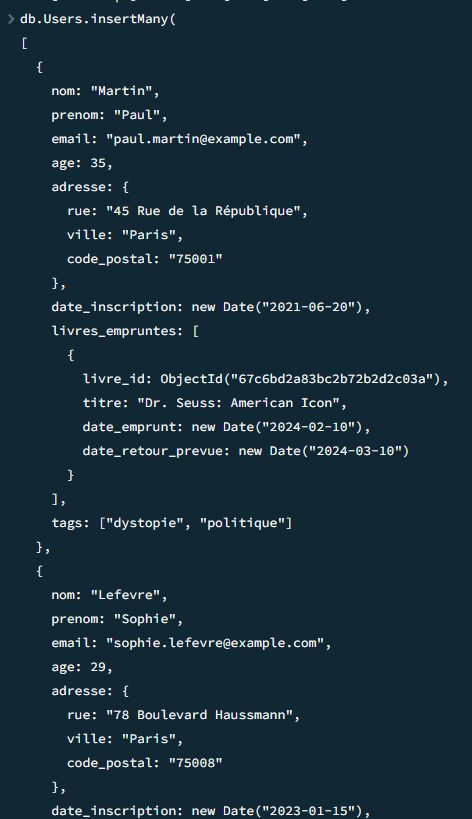 db.Users.insertMany(
[
{
nom: "Martin",
prenom: "Paul",
email: "paul.martin@example.com",
age: 35,
adresse: {
rue: "45 Rue de la République",
ville: "Paris",
code_postal: "75001"
},
date_inscription: new Date("2021-06-20"),
livres_empruntes: [
{
livre_id: ObjectId("67c6bd2a83bc2b72b2d2c03a"),
titre: "Dr. Seuss: American Icon",
date_emprunt: new Date("2024-02-10"),
date_retour_prevue: new Date("2024-03-10")
}
],
tags: ["dystopie", "politique"]
},
{
nom: "Lefevre",
prenom: "Sophie",
email: "sophie.lefevre@example.com",
age: 29,
adresse: {
rue: "78 Boulevard Haussmann",
ville: "Paris",
code_postal: "75008"
},
date_inscription: new Date("2023-01-15"),